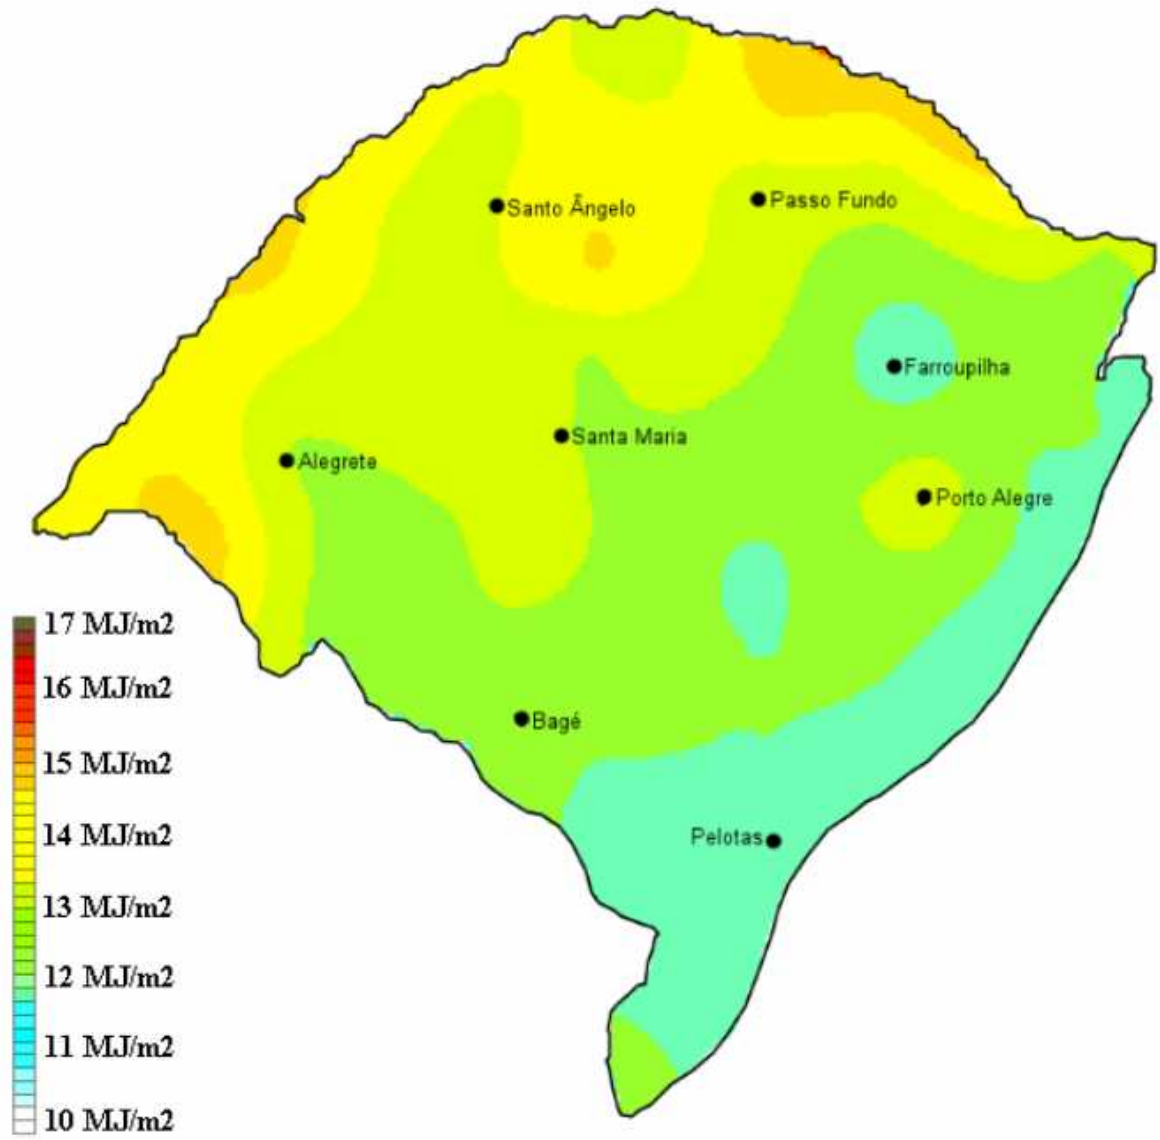 Santo Ãngelo
Passo Fundo
Farroupilha
Santa Maria
Alegrete
Porto Alegre
Bagé
Pelotas
17 MJ/m2
16 MJ/m2
15 MJ/m2
14 MJ/m2
13 MJ/m2
12 MJ/m2
11 MJ/m2
10 MJ/m2